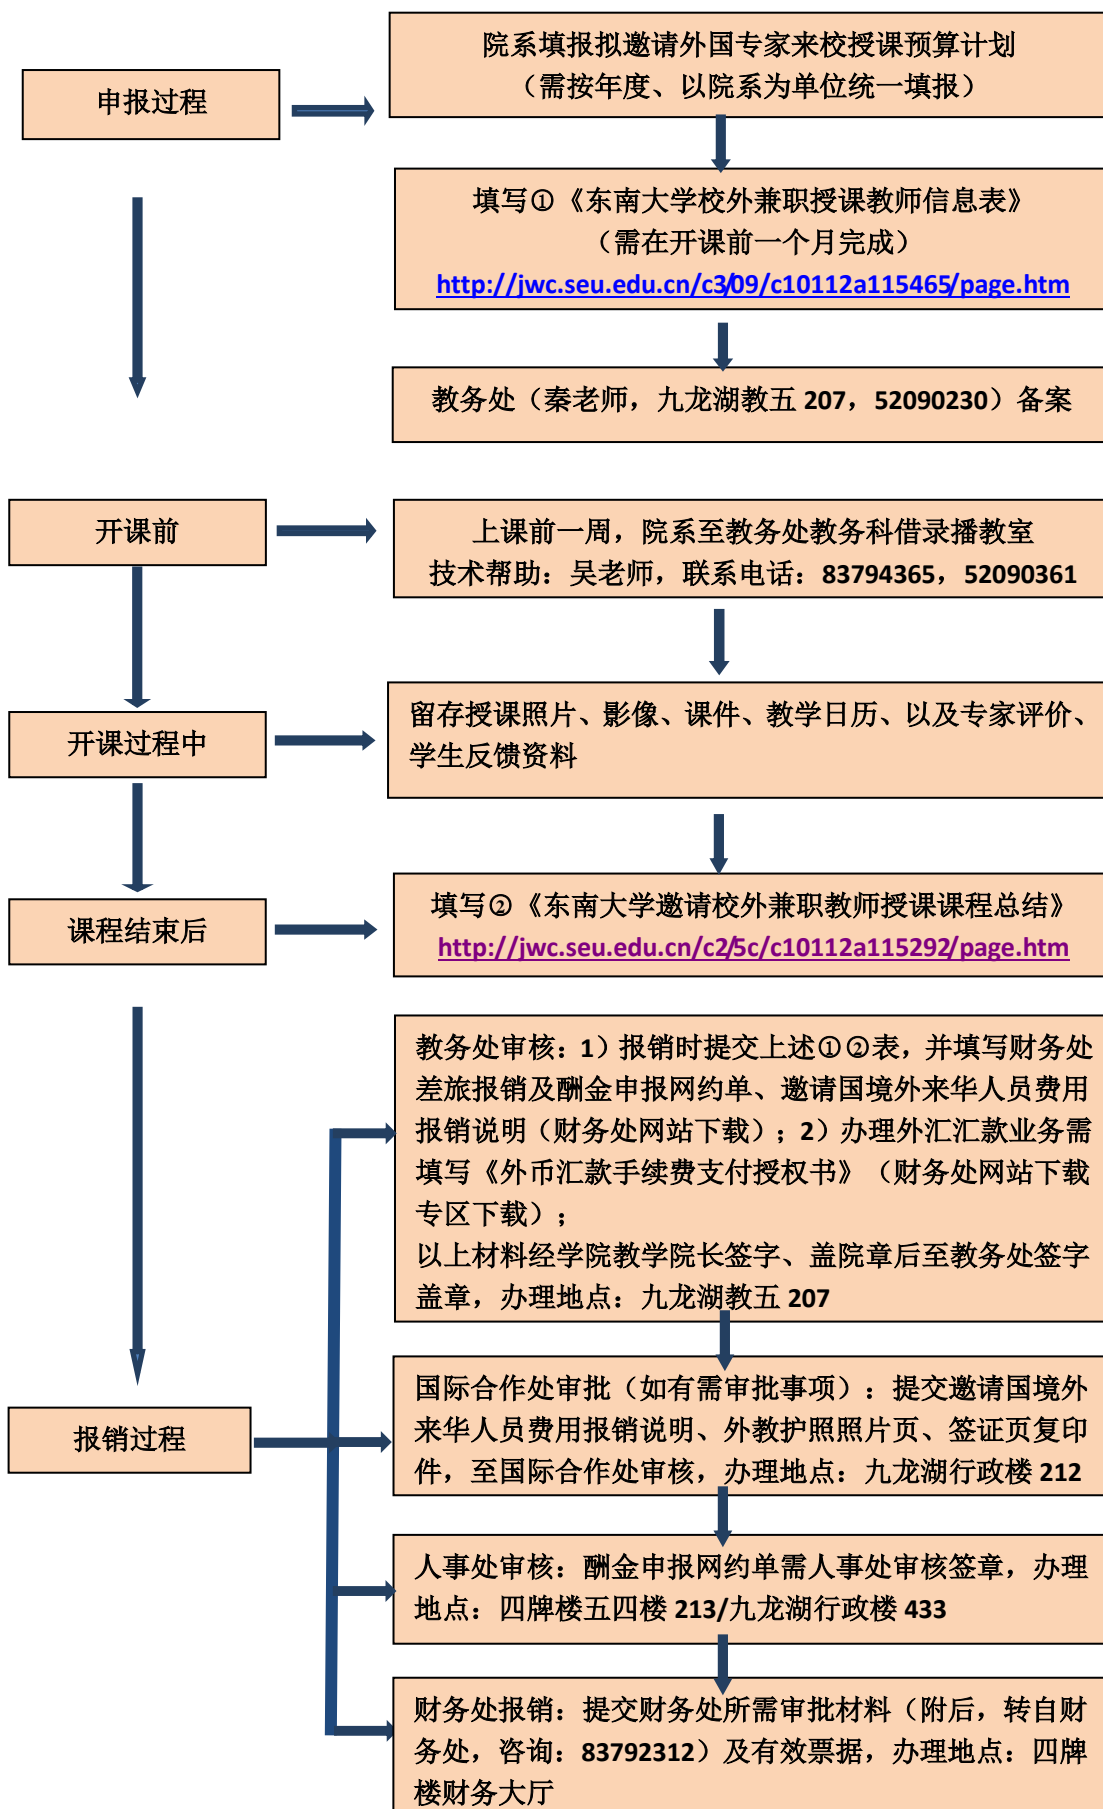 申报过程
院系填报拟邀请外国专家来校授课预算计划
（需按年度、以院系为单位统一填报）
填写①《东南大学校外兼职授课教师信息表》
（需在开课前一个月完成）
http://jwc.seu.edu.cn/c3/09/c10112a115465/page.htm
教务处（秦老师，九龙湖教五 207，52090230）备案
开课前
上课前一周，院系至教务处教务科借录播教室
技术帮助：吴老师，联系电话：83794365，52090361
开课过程中
留存授课照片、影像、课件、教学日历、以及专家评价、
学生反馈资料
课程结束后
填写②《东南大学邀请校外兼职教师授课课程总结》
http://jwc.seu.edu.cn/c2/5c/c10112a115292/page.htm
报销过程
教务处审核：1）报销时提交上述①②表，并填写财务处
差旅报销及酬金申报网约单、邀请国境外来华人员费用
报销说明（财务处网站下载）；2）办理外汇汇款业务需
填写《外币汇款手续费支付授权书》（财务处网站下载
专区下载）；
以上材料经学院教学院长签字、盖院章后至教务处签字
盖章，办理地点：九龙湖教五 207
国际合作处审批（如有需审批事项）：提交邀请国境外
来华人员费用报销说明、外教护照照片页、签证页复印
件，至国际合作处审核，办理地点：九龙湖行政楼 212
人事处审核：酬金申报网约单需人事处审核签章，办理
地点：四牌楼五四楼 213/九龙湖行政楼 433
财务处报销：提交财务处所需审批材料（附后，转自财
务处，咨询：83792312）及有效票据，办理地点：四牌
楼财务大厅